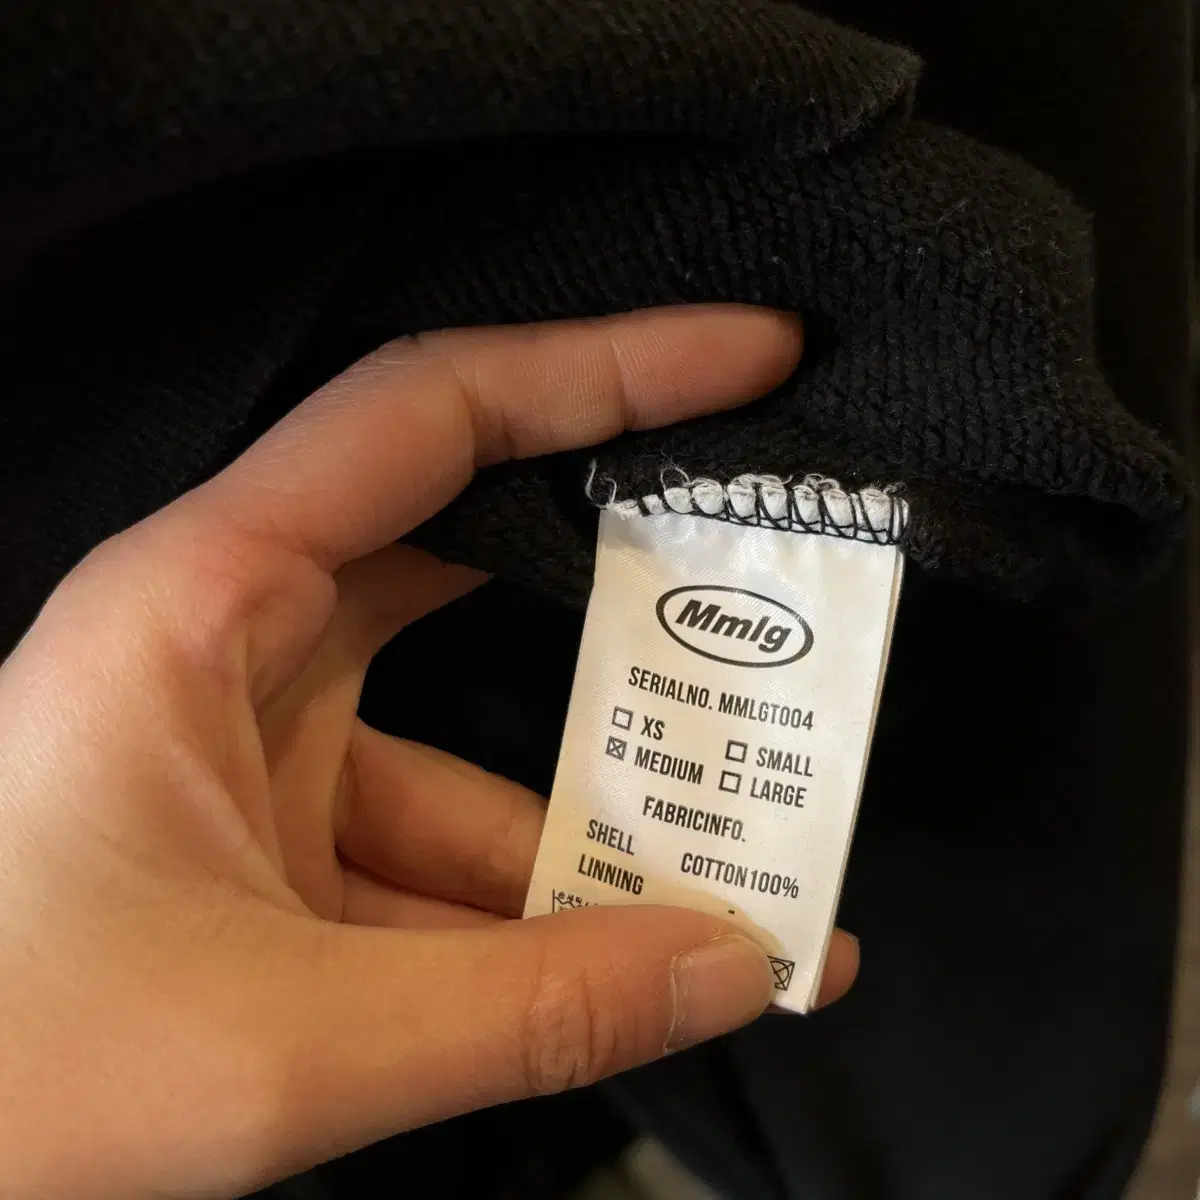 Mmlg
SERIALNO. MMLGT004
☐ XS ☐ SMALL
☒ MEDIUM ☐ LARGE
FABRICINFO.
SHELL COTTON100%
LINNING -